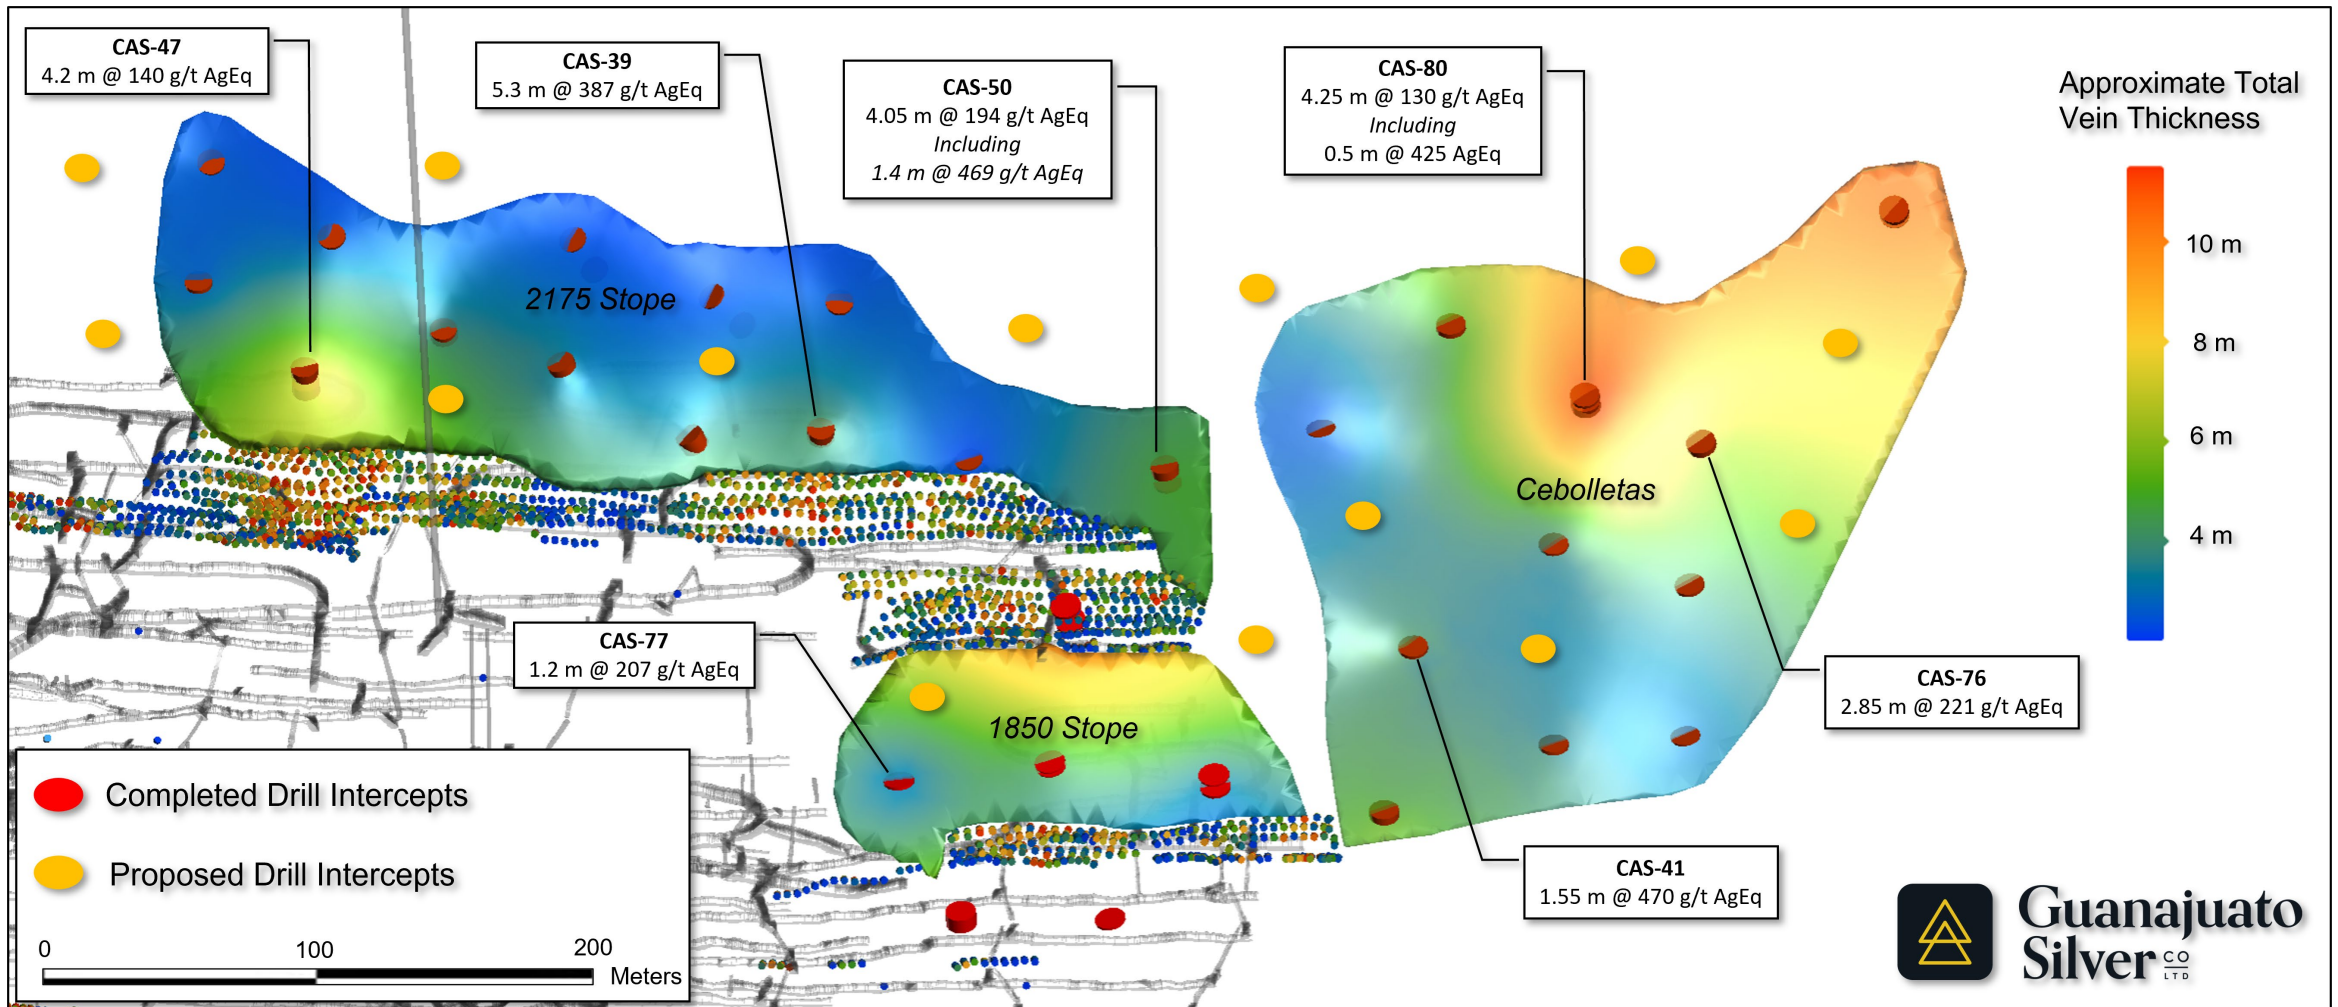 CAS-47
4.2 m @ 140 g/t AgEq
CAS-39
5.3 m @ 387 g/t AgEq
CAS-50
4.05 m @ 194 g/t AgEq
Including
1.4 m @ 469 g/t AgEq
CAS-80
4.25 m @ 130 g/t AgEq
Including
0.5 m @ 425 AgEq
Approximate Total
Vein Thickness
10 m
8 m
6 m
4 m
2175 Stope
Cebolletas
CAS-77
1.2 m @ 207 g/t AgEq
1850 Stope
CAS-76
2.85 m @ 221 g/t AgEq
CAS-41
1.55 m @ 470 g/t AgEq
Completed Drill Intercepts
Proposed Drill Intercepts
0 100 200
Meters
Guanajuato
Silver CO
LTD